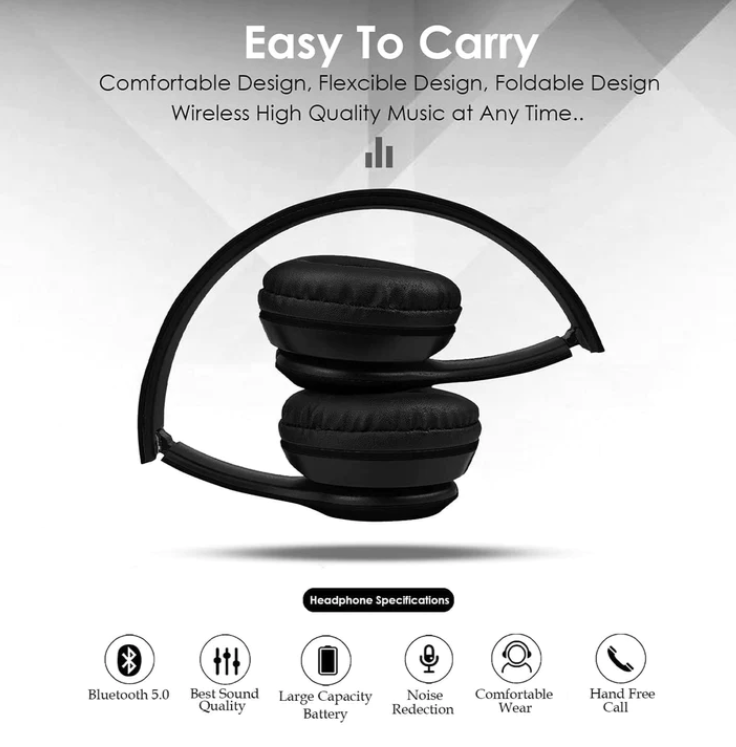 Easy To Carry
Comfortable Design, Flexcible Design, Foldable Design
Wireless High Quality Music at Any Time..
Headphone Specifications
Bluetooth 5.0
Best Sound
Quality
Large Capacity
Battery
Noise
Redection
Comfortable
Wear
Hand Free
Call